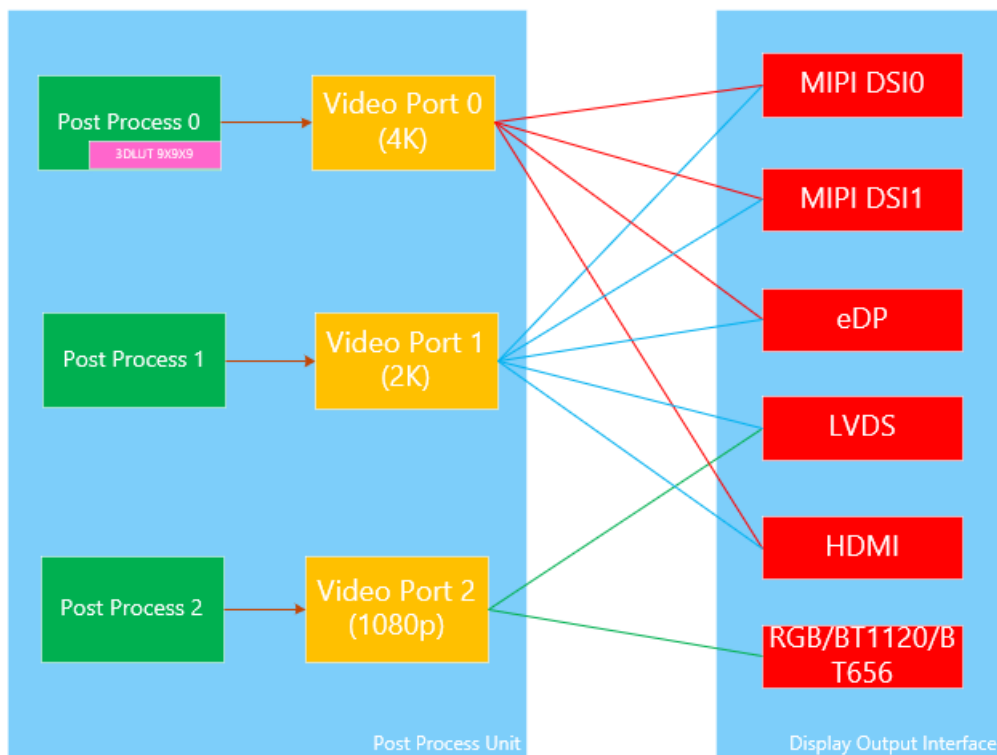 Post Process 0
3DLUT 9X9X9
Video Port 0
(4K)
MIPI DSI0
MIPI DSI1
Post Process 1
Video Port 1
(2K)
eDP
LVDS
HDMI
Post Process 2
Video Port 2
(1080p)
RGB/BT1120/B
T656
Post Process Unit
Display Output Interface